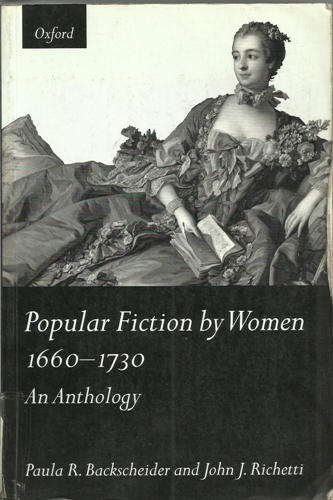 Oxford
Popular Fiction by Women
1660–1730
An Anthology
Paula R. Backscheider and John J. Richetti